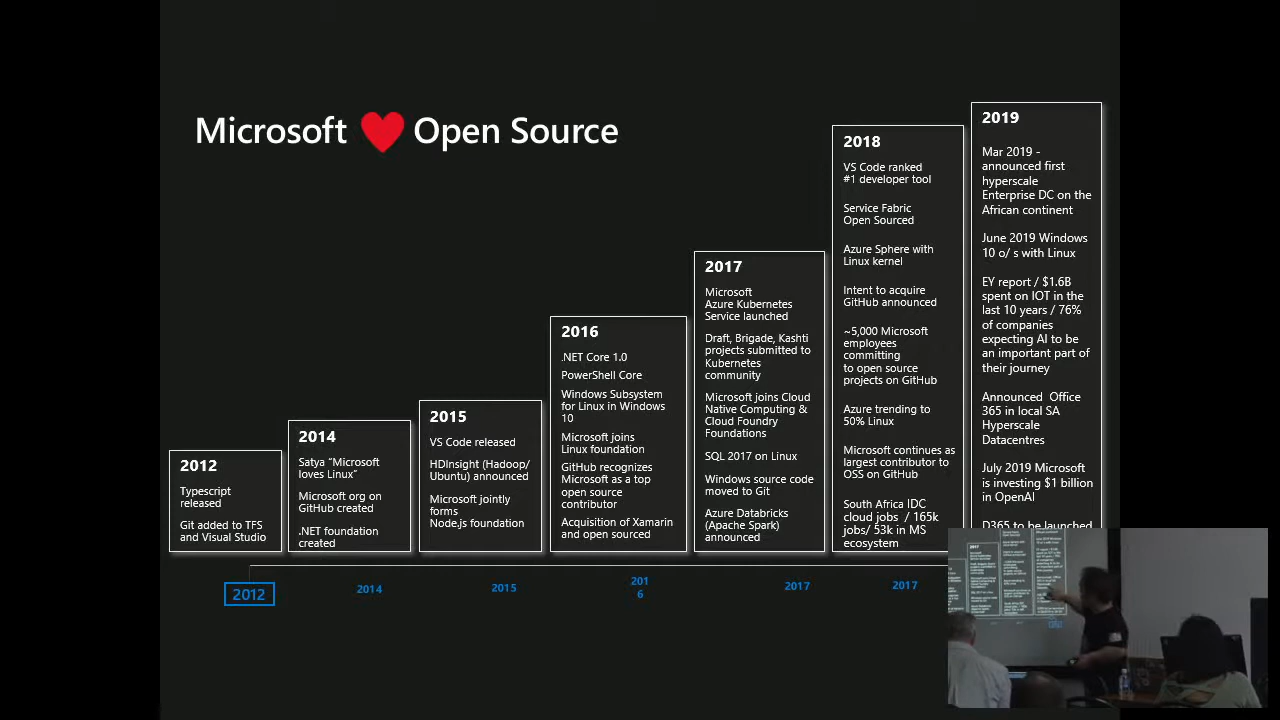 Microsoft ❤ Open Source
2012
Typescript
released
Git added to TFS
and Visual Studio
2014
Satya “Microsoft
loves Linux”
Microsoft org on
GitHub created
.NET foundation
created
2015
VS Code released
HDInsight (Hadoop/
Ubuntu) announced
Microsoft jointly
forms
Node.js foundation
2016
.NET Core 1.0
PowerShell Core
Windows Subsystem
for Linux in Windows
10
Microsoft joins
Linux foundation
GitHub recognizes
Microsoft as a top
open source
contributor
Acquisition of Xamarin
and open sourced
2017
Microsoft
Azure Kubernetes
Service launched
Draft, Brigade, Kashti
projects submitted to
Kubernetes
community
Microsoft joins Cloud
Native Computing &
Cloud Foundry
Foundations
SQL 2017 on Linux
Windows source code
moved to Git
Azure Databricks
(Apache Spark)
announced
2018
VS Code ranked
#1 developer tool
Service Fabric
Open Sourced
Azure Sphere with
Linux kernel
Intent to acquire
GitHub announced
~5,000 Microsoft
employees
committing
to open source
projects on GitHub
Azure trending to
50% Linux
Microsoft continues as
largest contributor to
OSS on GitHub
South Africa IDC
cloud jobs / 165k
jobs/ 53k in MS
ecosystem
2019
Mar 2019 -
announced first
hyperscale
Enterprise DC on the
African continent
June 2019 Windows
10 o/ s with Linux
EY report / $1.6B
spent on IOT in the
last 10 years / 76%
of companies
expecting AI to be
an important part of
their journey
Announced Office
365 in local SA
Hyperscale
Datacentres
July 2019 Microsoft
is investing $1 billion
in OpenAI
D365 to be launched
2012
2014
2015
201
6
2017
2017